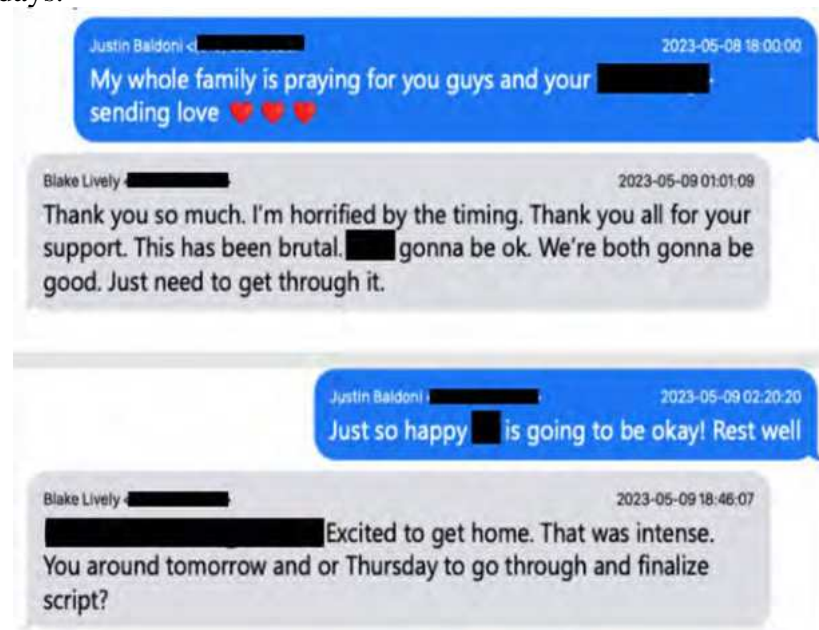 days.
Justin Baldoni <
2023-05-08 18:00:00
My whole family is praying for you guys and your
sending love ❤️ ❤️ ❤️
Blake Lively
2023-05-09 01:01:09
Thank you so much. I'm horrified by the timing. Thank you all for your
support. This has been brutal. gonna be ok. We're both gonna be
good. Just need to get through it.
Justin Baldoni
2023-05-09 02:20:20
Just so happy is going to be okay! Rest well
Blake Lively
2023-05-09 18:46:07
Excited to get home. That was intense.
You around tomorrow and or Thursday to go through and finalize
script?